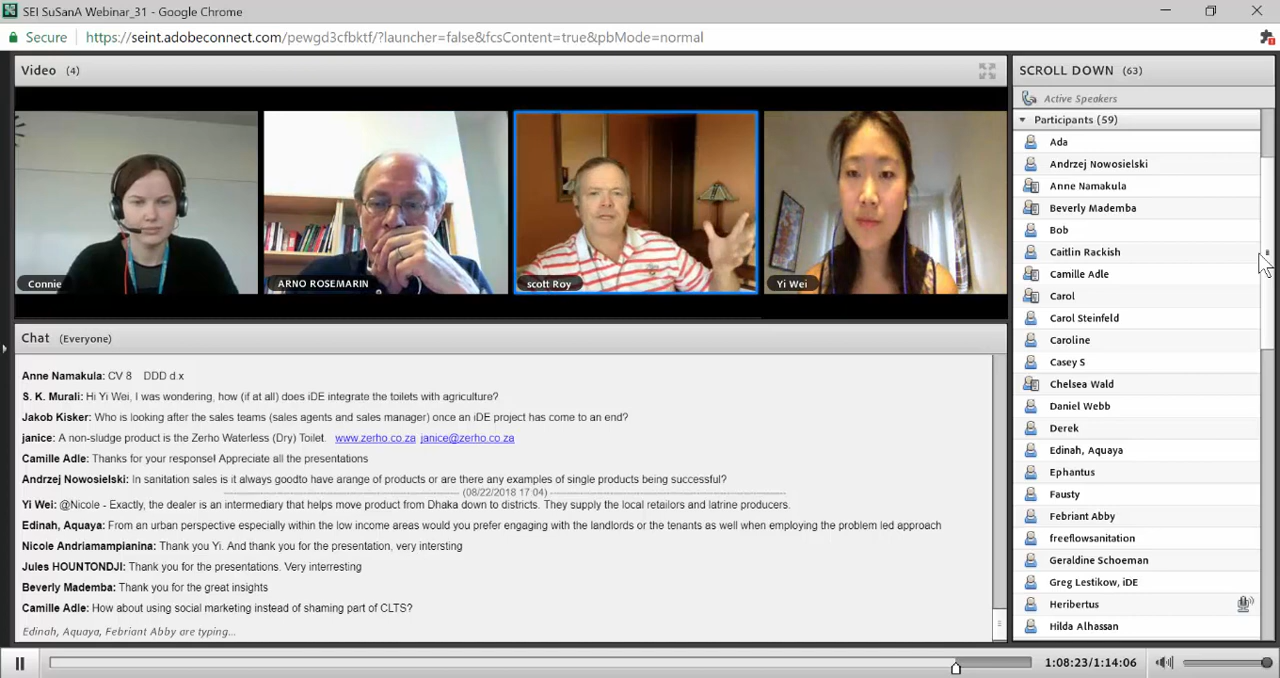 SEI SuSanA Webinar_31 - Google Chrome
Secure https://seint.adobeconnect.com/pewgd3cfbktf/?launcher=false&fcsContent=true&pbMode=normal
Video (4)
Connie
ARNO ROSEMARIN
scott Roy
Yi Wei
Chat (Everyone)
Anne Namakula: CV 8 DDD d x
S. K. Murali: Hi Yi Wei, I was wondering, how (if at all) does iDE integrate the toilets with agriculture?
Jakob Kisker: Who is looking after the sales teams (sales agents and sales manager) once an iDE project has come to an end?
janice: A non-sludge product is the Zerho Waterless (Dry) Toilet. www.zerho.co.za janice@zerho.co.za
Camille Adle: Thanks for your response! Appreciate all the presentations
Andrzej Nowosielski: In sanitation sales is it always goodto have arange of products or are there any examples of single products being successful?
(08/22/2018 17 04)
Yi Wei: @Nicole - Exactly, the dealer is an intermediary that helps move product from Dhaka down to districts. They supply the local retailors and latrine producers.
Edinah, Aquaya: From an urban perspective especially within the low income areas would you prefer engaging with the landlords or the tenants as well when employing the problem led approach
Nicole Andriamampianina: Thank you Yi. And thank you for the presentation, very intersting
Jules HOUNTONDJI: Thank you for the presentations. Very interresting
Beverly Mademba: Thank you for the great insights
Camille Adle: How about using social marketing instead of shaming part of CLTS?
Edinah, Aquaya, Febriant Abby are typing...
SCROLL DOWN (63)
Active Speakers
Participants (59)
Ada
Andrzej Nowosielski
Anne Namakula
Beverly Mademba
Bob
Caitlin Rackish
Camille Adle
Carol
Carol Steinfeld
Caroline
Casey S
Chelsea Wald
Daniel Webb
Derek
Edinah, Aquaya
Ephantus
Fausty
Febriant Abby
freeflowsanitation
Geraldine Schoeman
Greg Lestikow, iDE
Heribertus
Hilda Alhassan
1:08:23/1:14:06